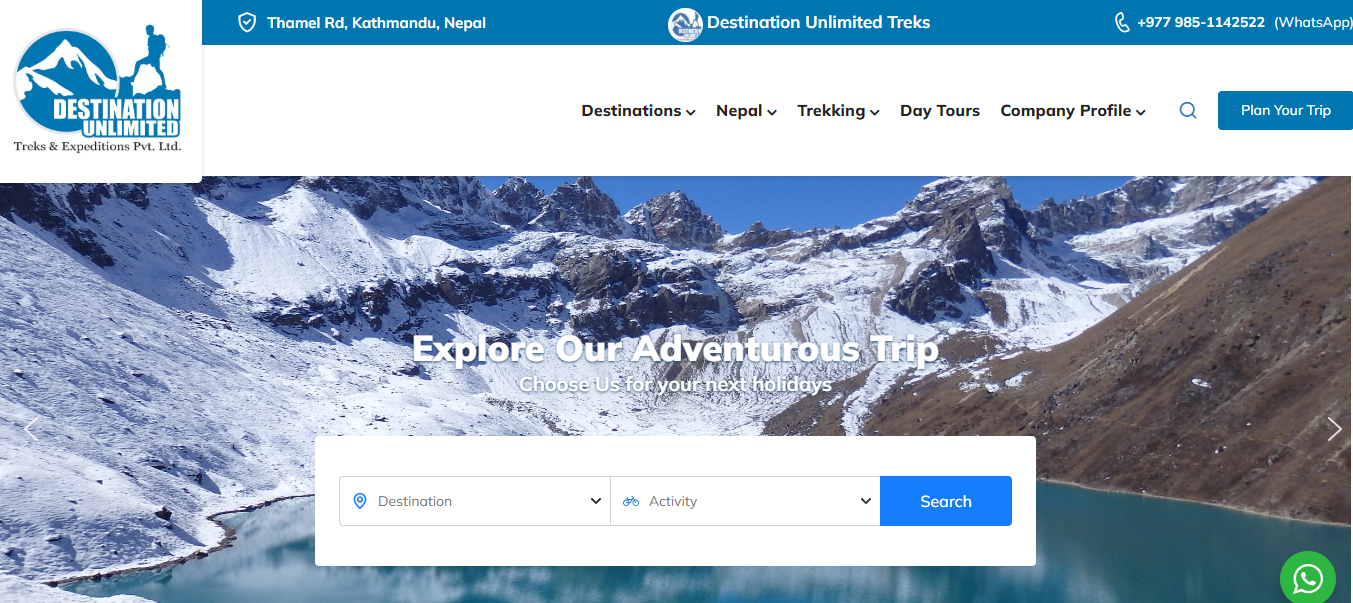 Thamel Rd, Kathmandu, Nepal
Destination Unlimited Treks
+977 985-1142522 (WhatsApp)
DESTINATION
UNLIMITED
Treks & Expeditions Pvt. Ltd.
Destinations
Nepal
Trekking
Day Tours
Company Profile
Plan Your Trip
Explore Our Adventurous Trip
Choose Us for your next holidays
Destination
Activity
Search